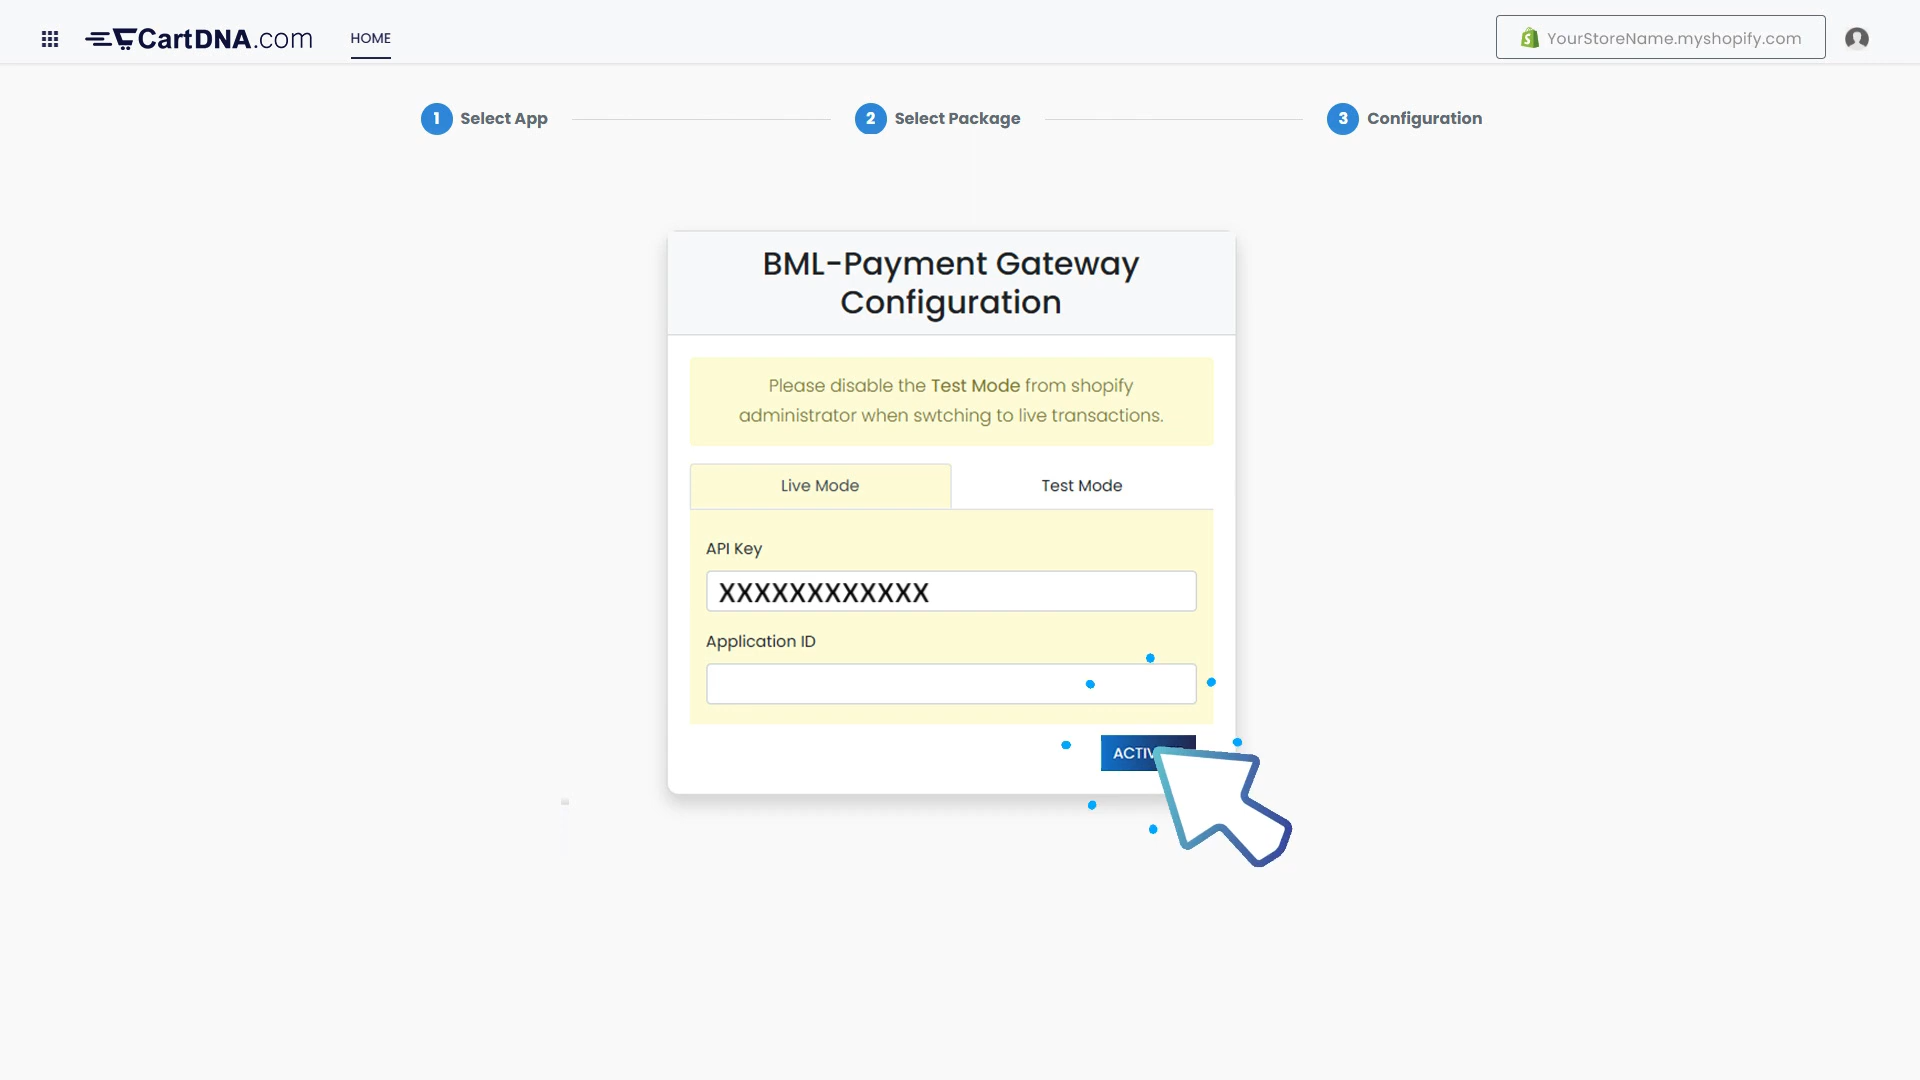 CartDNA.com
HOME
YourStoreName.myshopify.com
1 Select App
2 Select Package
3 Configuration
BML-Payment Gateway
Configuration
Please disable the Test Mode from shopify
administrator when swtching to live transactions.
Live Mode
Test Mode
API Key
XXXXXXXXXXXX
Application ID